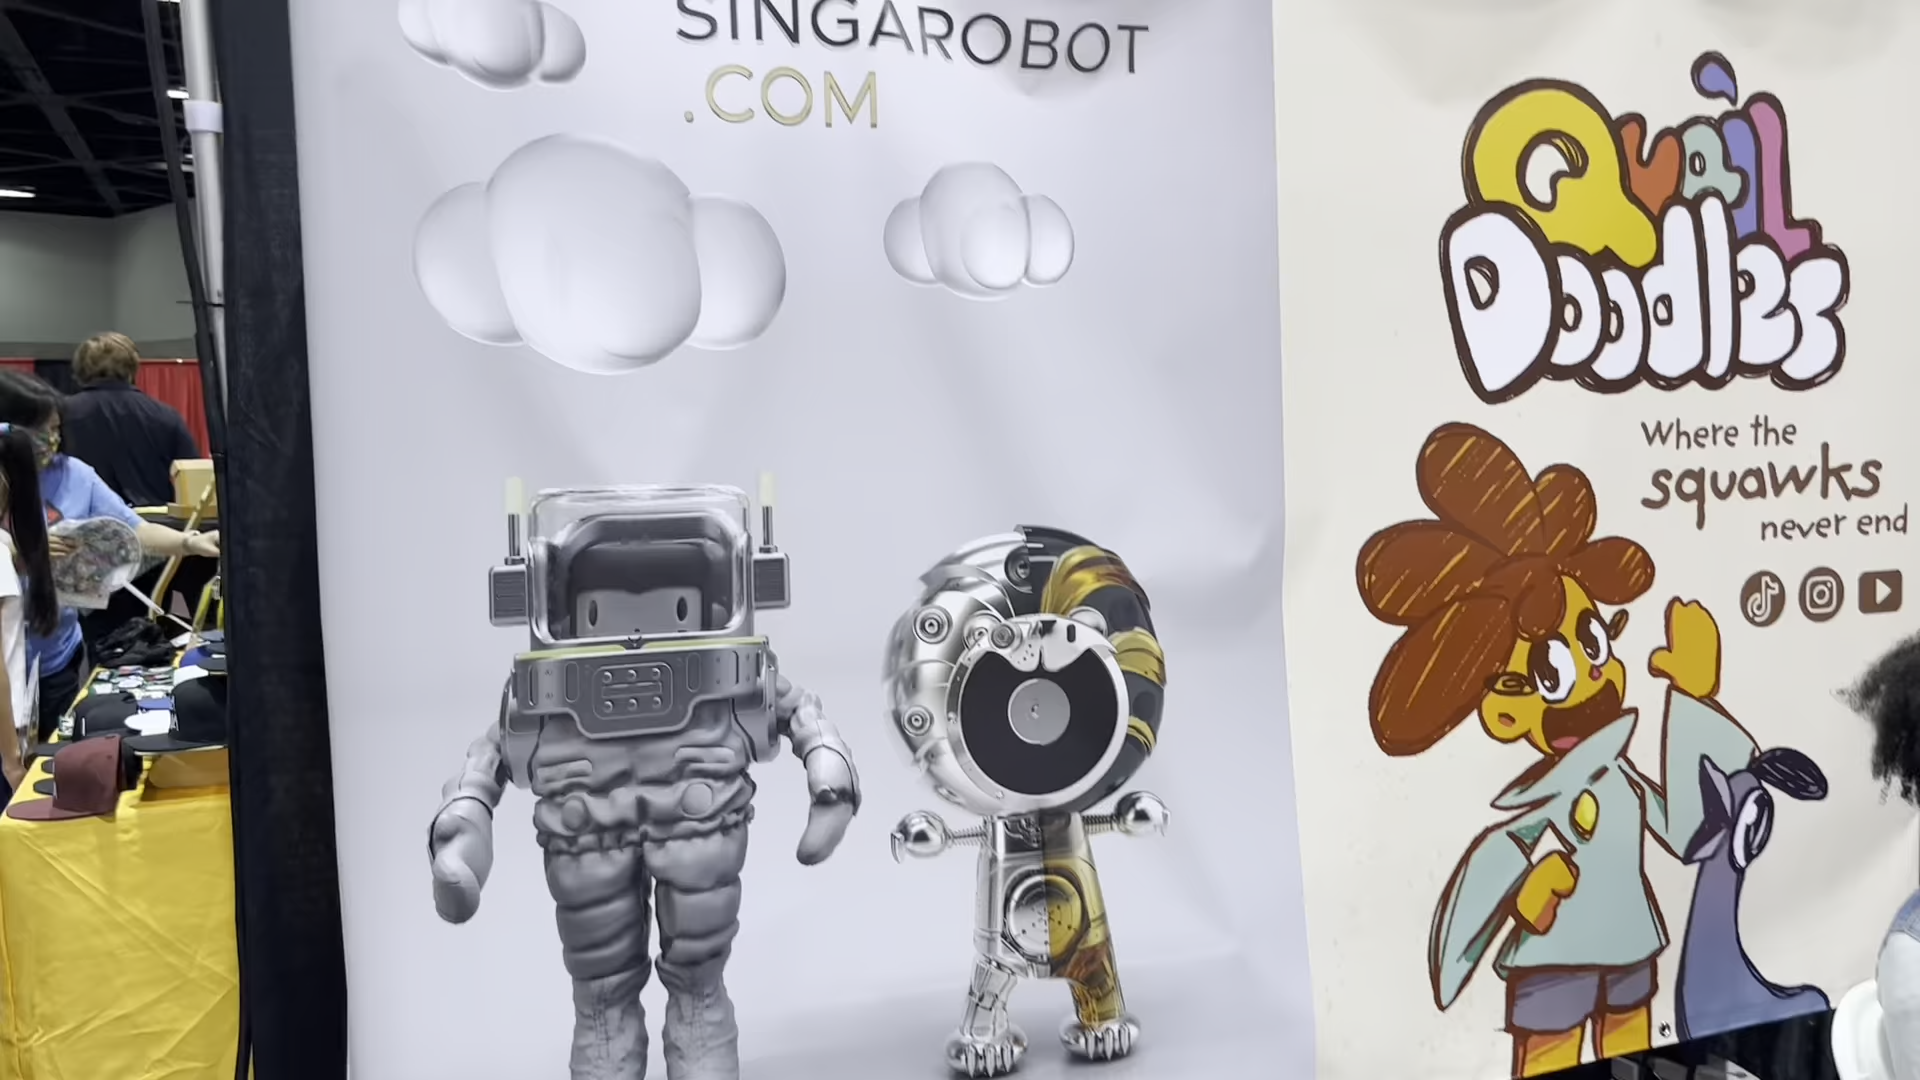 SINGAROBOT
.COM
QuaiL
Doodles
Where the
squawks
never end